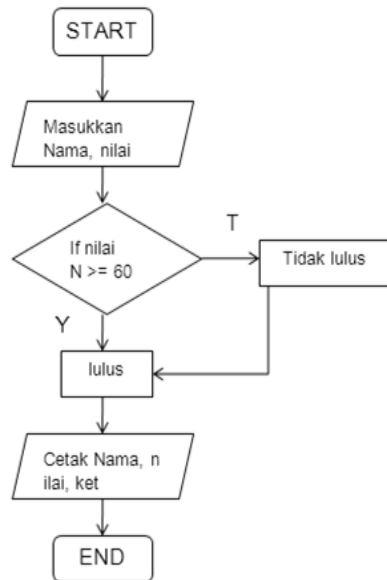 START
Masukkan
Nama, nilai
If nilai
N >= 60
T
Tidak lulus
Y
lulus
Cetak Nama, n
ilai, ket
END